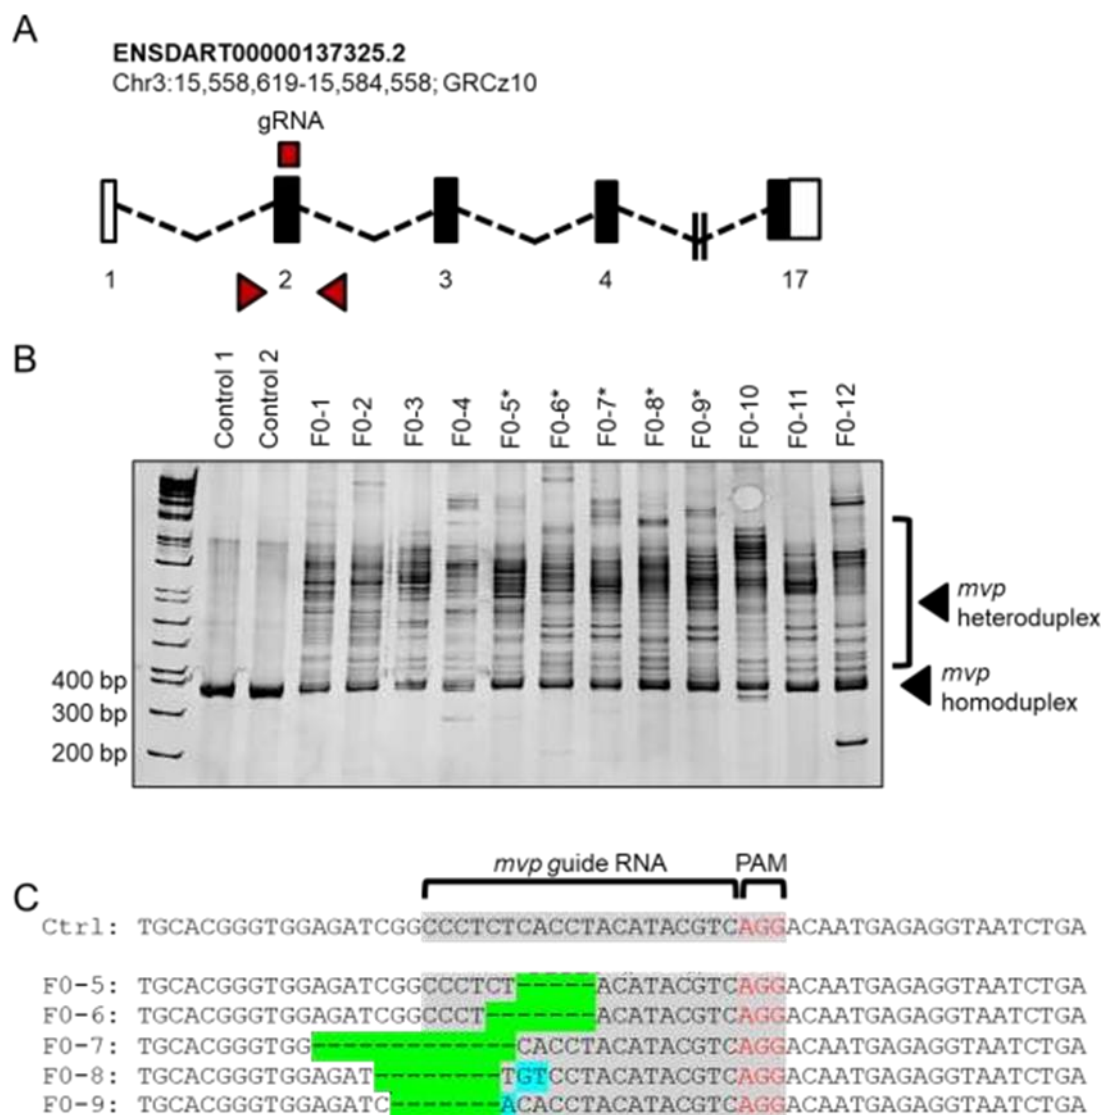 A
ENSDART00000137325.2
Chr3:15,558,619-15,584,558; GRCz10
gRNA
1 2 3 4 17
B
Control 1 Control 2 F0-1 F0-2 F0-3 F0-4 F0-5* F0-6* F0-7* F0-8* F0-9* F0-10 F0-11 F0-12
mvp
heteroduplex
400 bp
300 bp
200 bp
mvp
homoduplex
mvp guide RNA PAM
C
Ctrl: TGCACGGGTGGAGATCGGCCCTCTCACCTACATACGTCAGGACAATGAGAGGTAATCTGA
F0-5: TGCACGGGTGGAGATCGGCCCTCT-----ACATACGTCAGGACAATGAGAGGTAATCTGA
F0-6: TGCACGGGTGGAGATCGGCCCT-------ACATACGTCAGGACAATGAGAGGTAATCTGA
F0-7: TGCACGGGTGG-------------CACCTACATACGTCAGGACAATGAGAGGTAATCTGA
F0-8: TGCACGGGTGGAGAT--------TGTCCTACATACGTCAGGACAATGAGAGGTAATCTGA
F0-9: TGCACGGGTGGAGATC-------ACACCTACATACGTCAGGACAATGAGAGGTAATCTGA